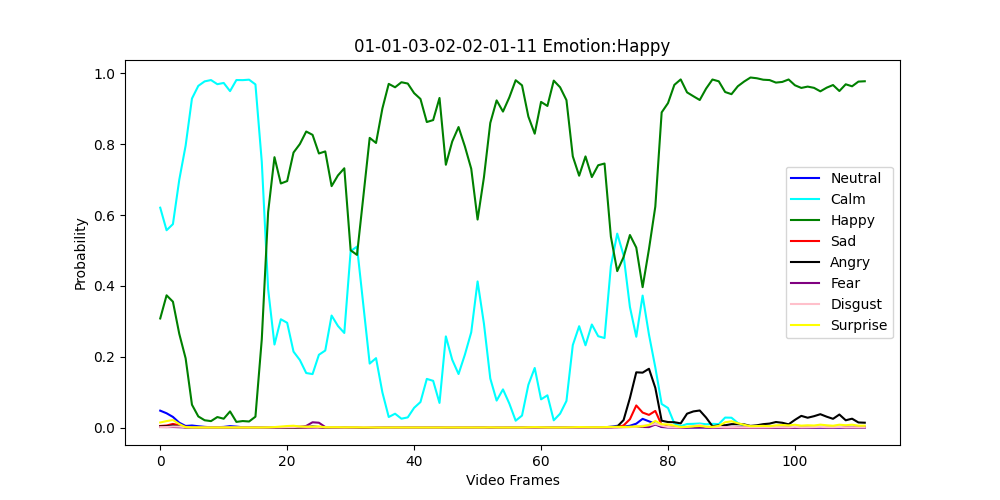 01-01-03-02-02-01-11 Emotion:Happy
1.0
0.8
0.6
0.4
0.2
0.0
Probability
0 20 40 60 80 100
Video Frames
Neutral
Calm
Happy
Sad
Angry
Fear
Disgust
Surprise